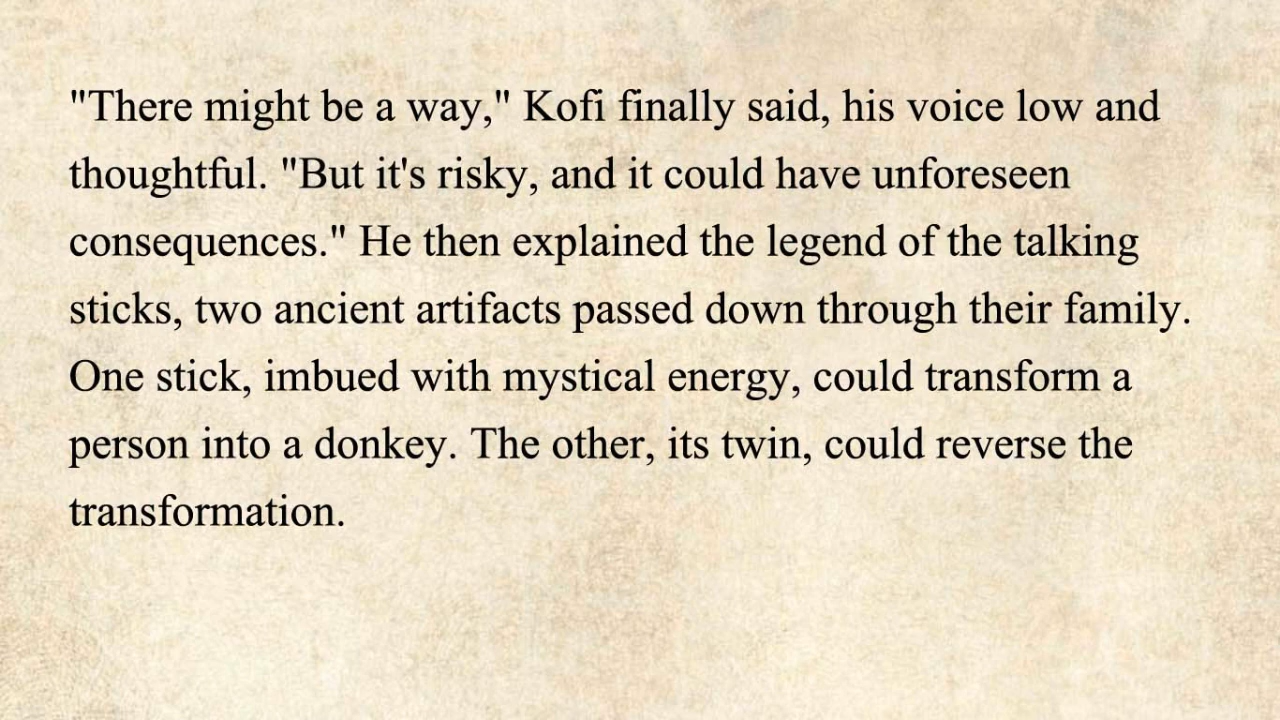 "There might be a way," Kofi finally said, his voice low and
thoughtful. "But it's risky, and it could have unforeseen
consequences." He then explained the legend of the talking
sticks, two ancient artifacts passed down through their family.
One stick, imbued with mystical energy, could transform a
person into a donkey. The other, its twin, could reverse the
transformation.